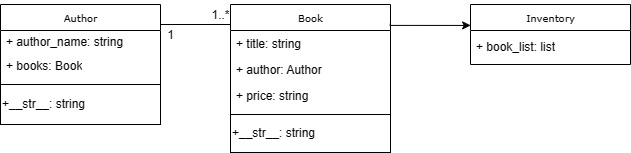 Author
+ author_name: string
+ books: Book
+__str__: string
1
1..*
Book
+ title: string
+ author: Author
+ price: string
+__str__: string
Inventory
+ book_list: list